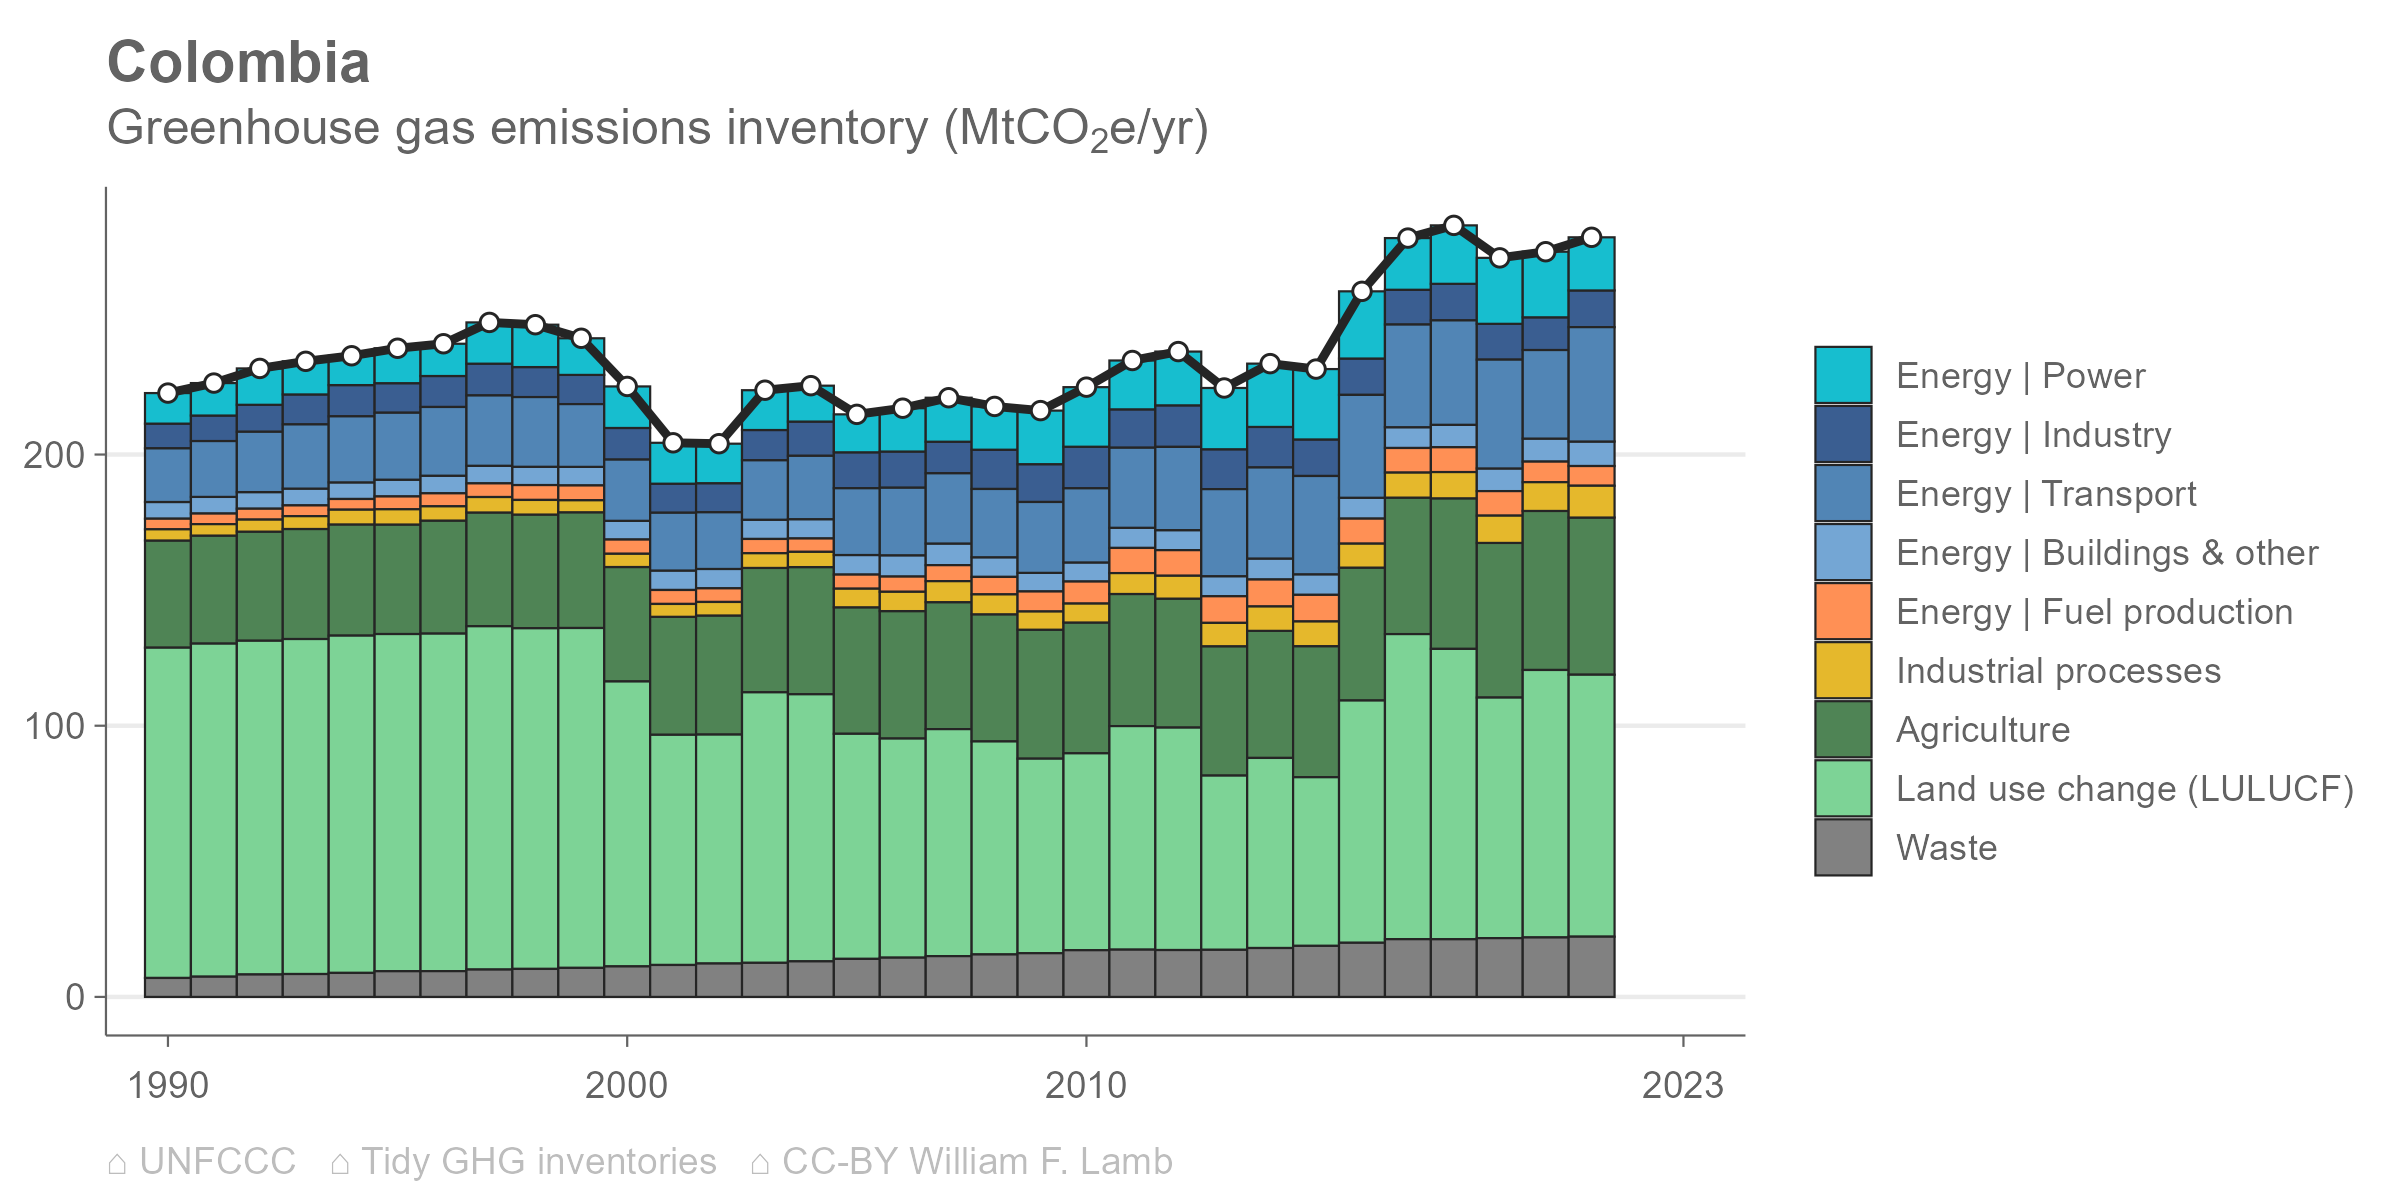 Colombia
Greenhouse gas emissions inventory (MtCO₂e/yr)
200
100
0
1990 2000 2010 2023
Energy | Power
Energy | Industry
Energy | Transport
Energy | Buildings & other
Energy | Fuel production
Industrial processes
Agriculture
Land use change (LULUCF)
Waste
⌂ UNFCCC ⌂ Tidy GHG inventories ⌂ CC-BY William F. Lamb